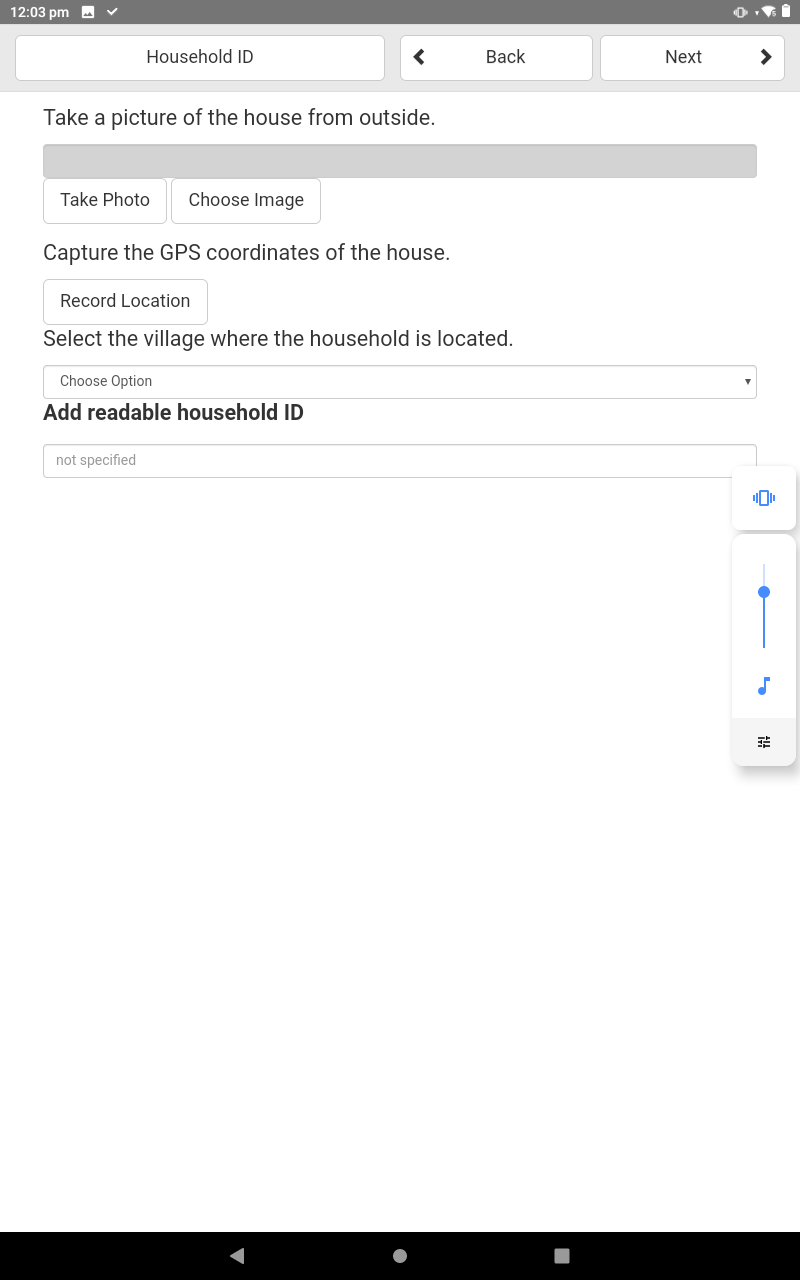 12:03 pm
Household ID
Back
Next
Take a picture of the house from outside.
Take Photo
Choose Image
Capture the GPS coordinates of the house.
Record Location
Select the village where the household is located.
Choose Option
Add readable household ID
not specified